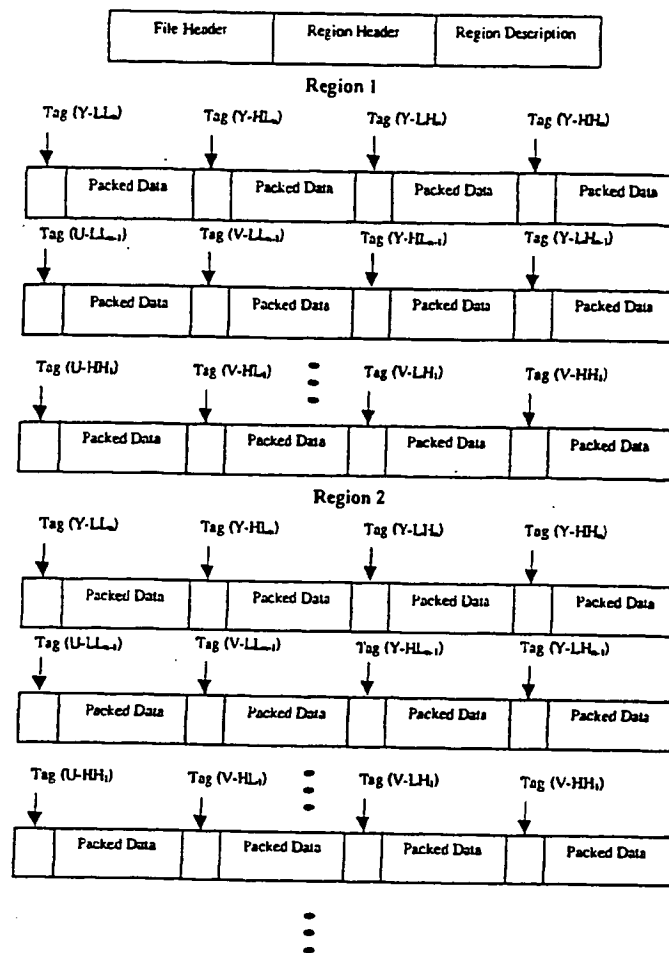 File Header Region Header Region Description
Region 1
Tag (Y-LLₙ) Tag (Y-HLₙ) Tag (Y-LHₙ) Tag (Y-HHₙ)
Packed Data Packed Data Packed Data Packed Data
Tag (U-LLₙ₋₁) Tag (V-LLₙ₋₁) Tag (Y-HLₙ₋₁) Tag (Y-LHₙ₋₁)
Packed Data Packed Data Packed Data Packed Data
Tag (U-HH₁) Tag (V-HL₁) Tag (V-LH₁) Tag (V-HH₁)
Packed Data Packed Data Packed Data Packed Data
Region 2
Tag (Y-LLₙ) Tag (Y-HLₙ) Tag (Y-LHₙ) Tag (Y-HHₙ)
Packed Data Packed Data Packed Data Packed Data
Tag (U-LLₙ₋₁) Tag (V-LLₙ₋₁) Tag (Y-HLₙ₋₁) Tag (Y-LHₙ₋₁)
Packed Data Packed Data Packed Data Packed Data
Tag (U-HH₁) Tag (V-HL₁) Tag (V-LH₁) Tag (V-HH₁)
Packed Data Packed Data Packed Data Packed Data